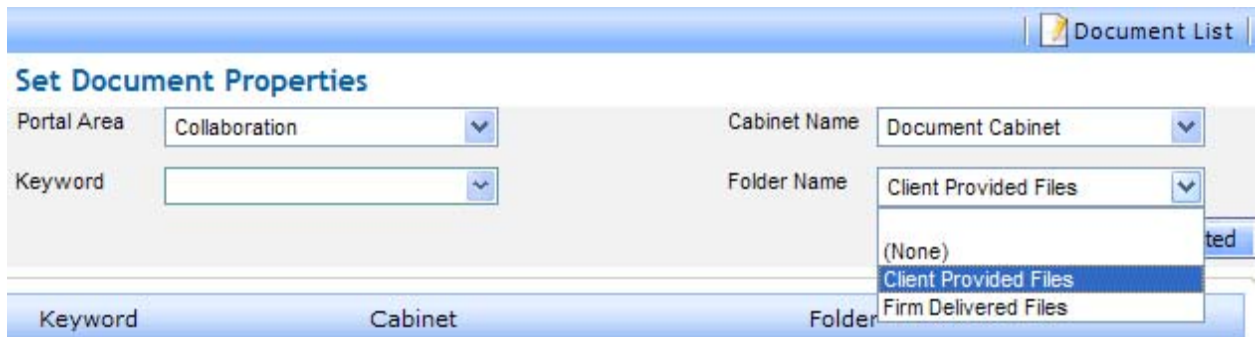 Document List
Set Document Properties
Portal Area Collaboration Cabinet Name Document Cabinet
Keyword Folder Name Client Provided Files
(None)
Client Provided Files
Firm Delivered Files
Keyword Cabinet Folder